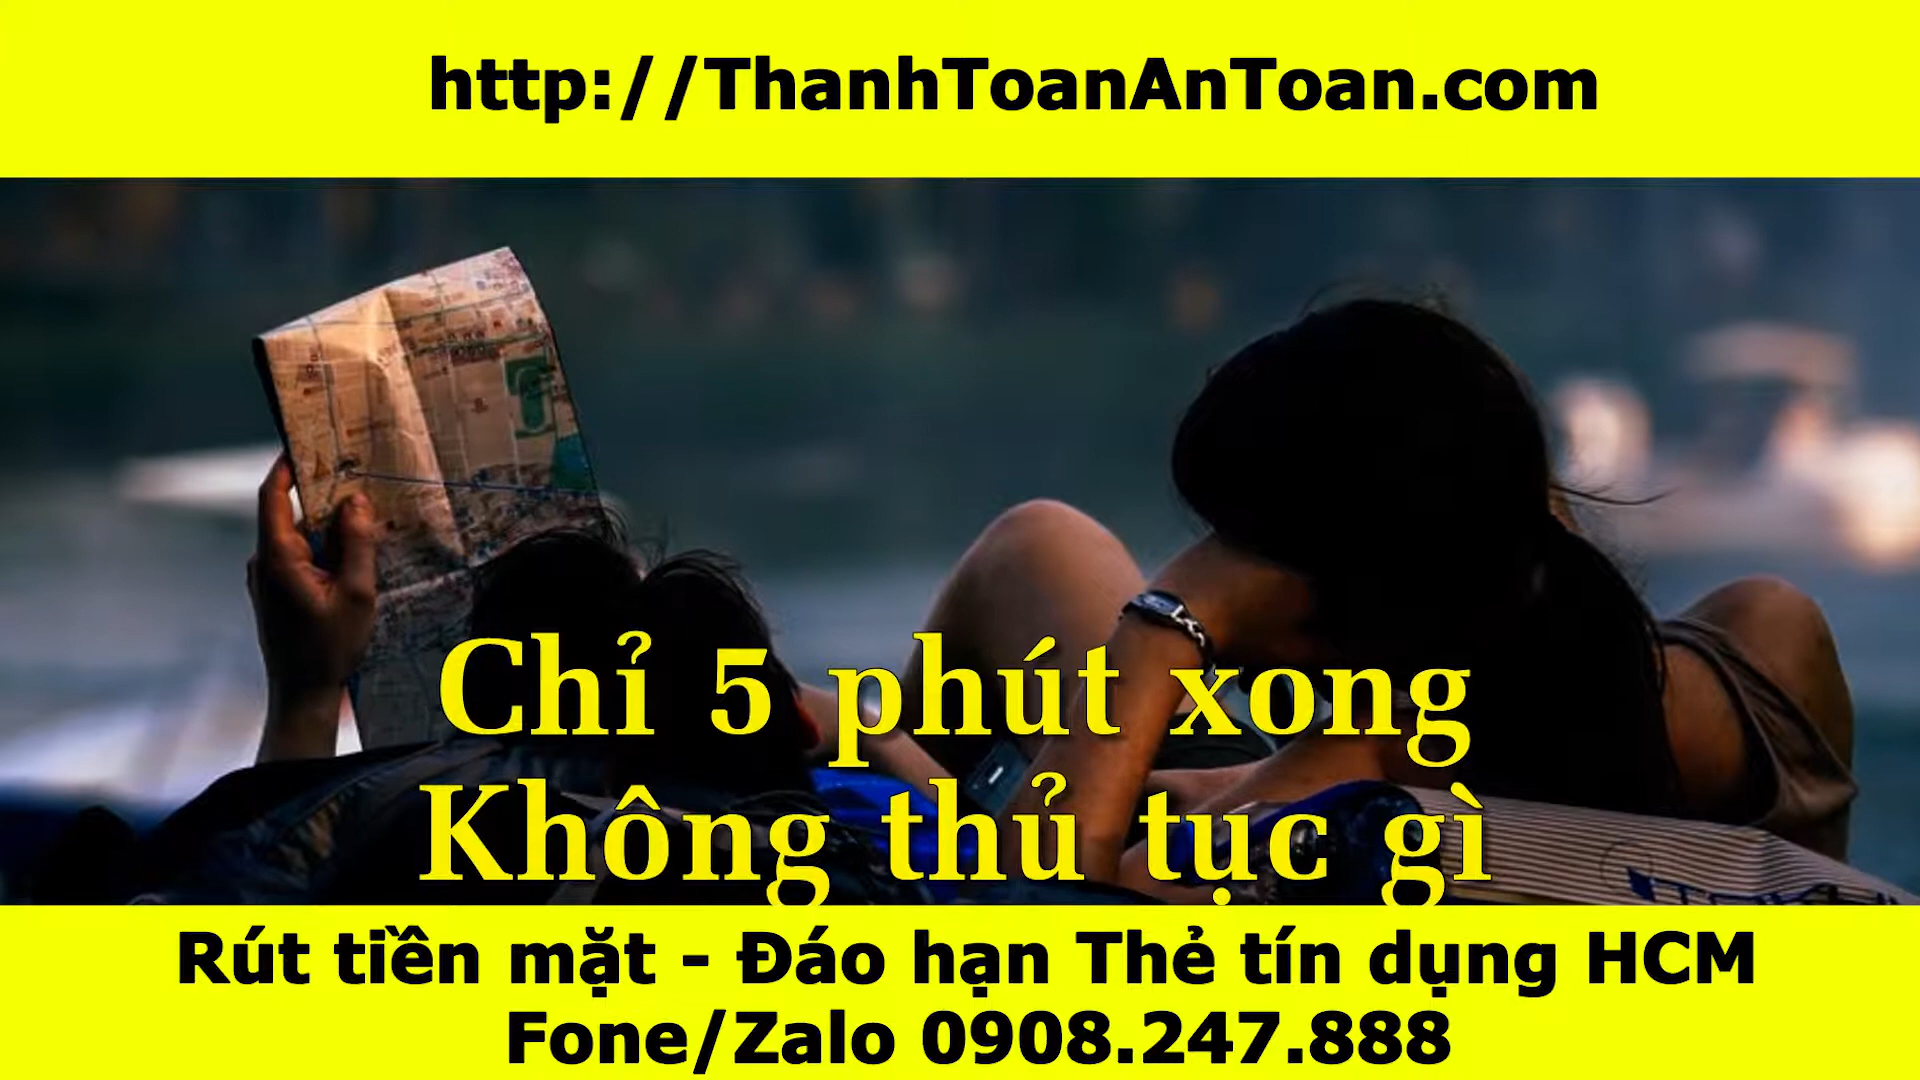 http://ThanhToanAnToan.com
Chỉ 5 phút xong
Không thủ tục gì
Rút tiền mặt - Đáo hạn Thẻ tín dụng HCM
Fone/Zalo 0908.247.888